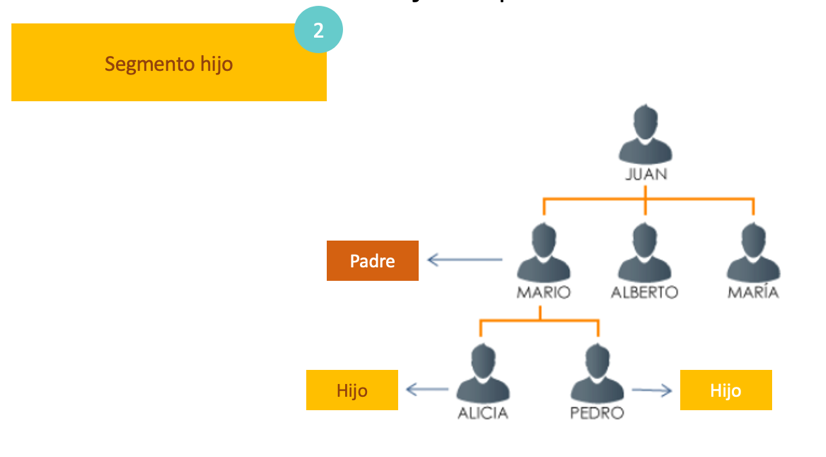 2
Segmento hijo
JUAN
Padre
MARIO
ALBERTO
MARÍA
Hijo
ALICIA
PEDRO
Hijo